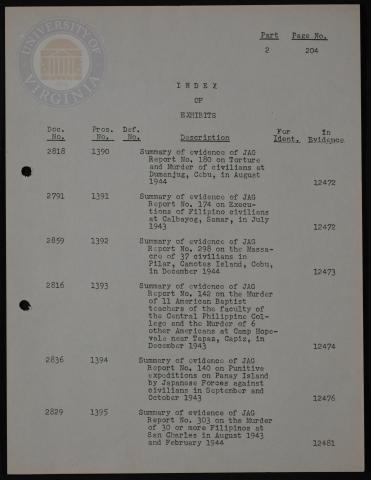 UNIVERSITY OF VIRGINIA
Part Page No.
2 204
I N D E X
OF
EXHIBITS
Doc. Pros. Def. For In
No. No. No. Description Ident. Evidence
2818 1390 Summary of evidence of JAG
Report No. 180 on Torture
and Murder of civilians at
Dumanjug, Cebu, in August
1944 12472
2791 1391 Summary of evidence of JAG
Report No. 174 on Execu-
tions of Filipino civilians
at Calbayog, Samar, in July
1943 12472
2859 1392 Summary of evidence of JAG
Report No. 298 on the Massa-
cre of 37 civilians in
Pilar, Camotes Island, Cebu,
in December 1944 12473
2816 1393 Summary of evidence of JAG
Report No. 142 on the Murder
of 11 American Baptist
teachers of the faculty of
the Central Philippine Col-
lege and the Murder of 6
other Americans at Camp Hope-
vale near Tapaz, Capiz, in
December 1943 12474
2836 1394 Summary of evidence of JAG
Report No. 140 on Punitive
expeditions on Panay Island
by Japanese Forces against
civilians in September and
October 1943 12476
2829 1395 Summary of evidence of JAG
Report No. 303 on the Murder
of 30 or more Filipinos at
San Charles in August 1943
and February 1944 12481